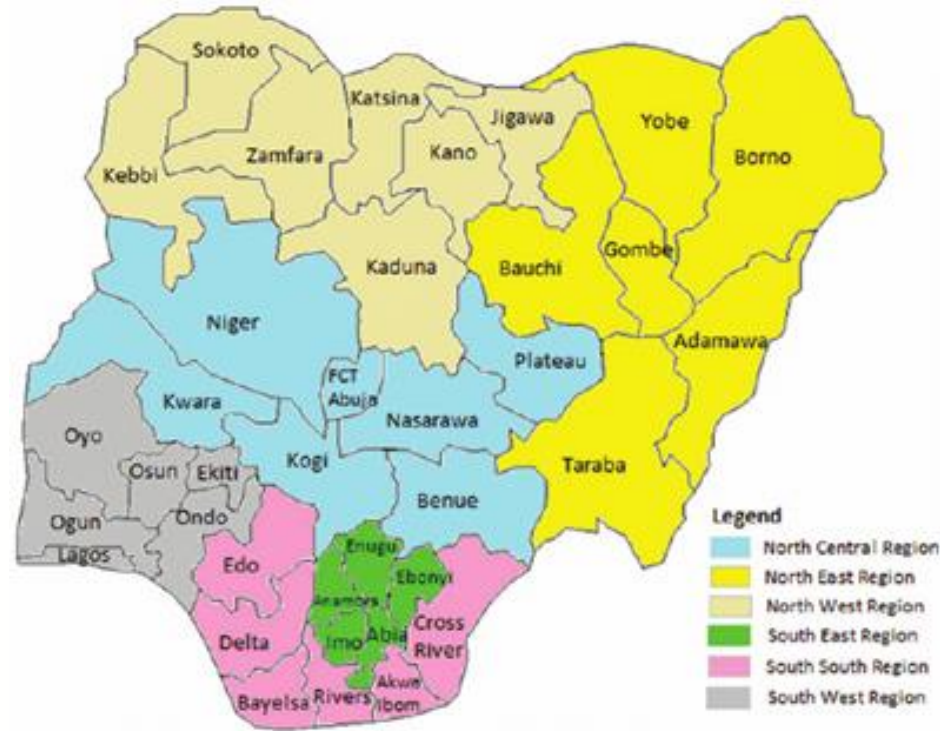 Sokoto
Katsina
Jigawa
Yobe
Borno
Kebbi
Zamfara
Kano
Kaduna
Bauchi
Gombe
Niger
Plateau
Adamawa
FCT
Abuja
Kwara
Nasarawa
Oyo
Osun
Ekiti
Kogi
Taraba
Benue
Ogun
Ondo
Lagos
Edo
Enugu
Ebonyi
Imo
Abia
Cross
River
Delta
Bayelsa
Rivers
Akwa
Ibom
Legend
North Central Region
North East Region
North West Region
South East Region
South South Region
South West Region